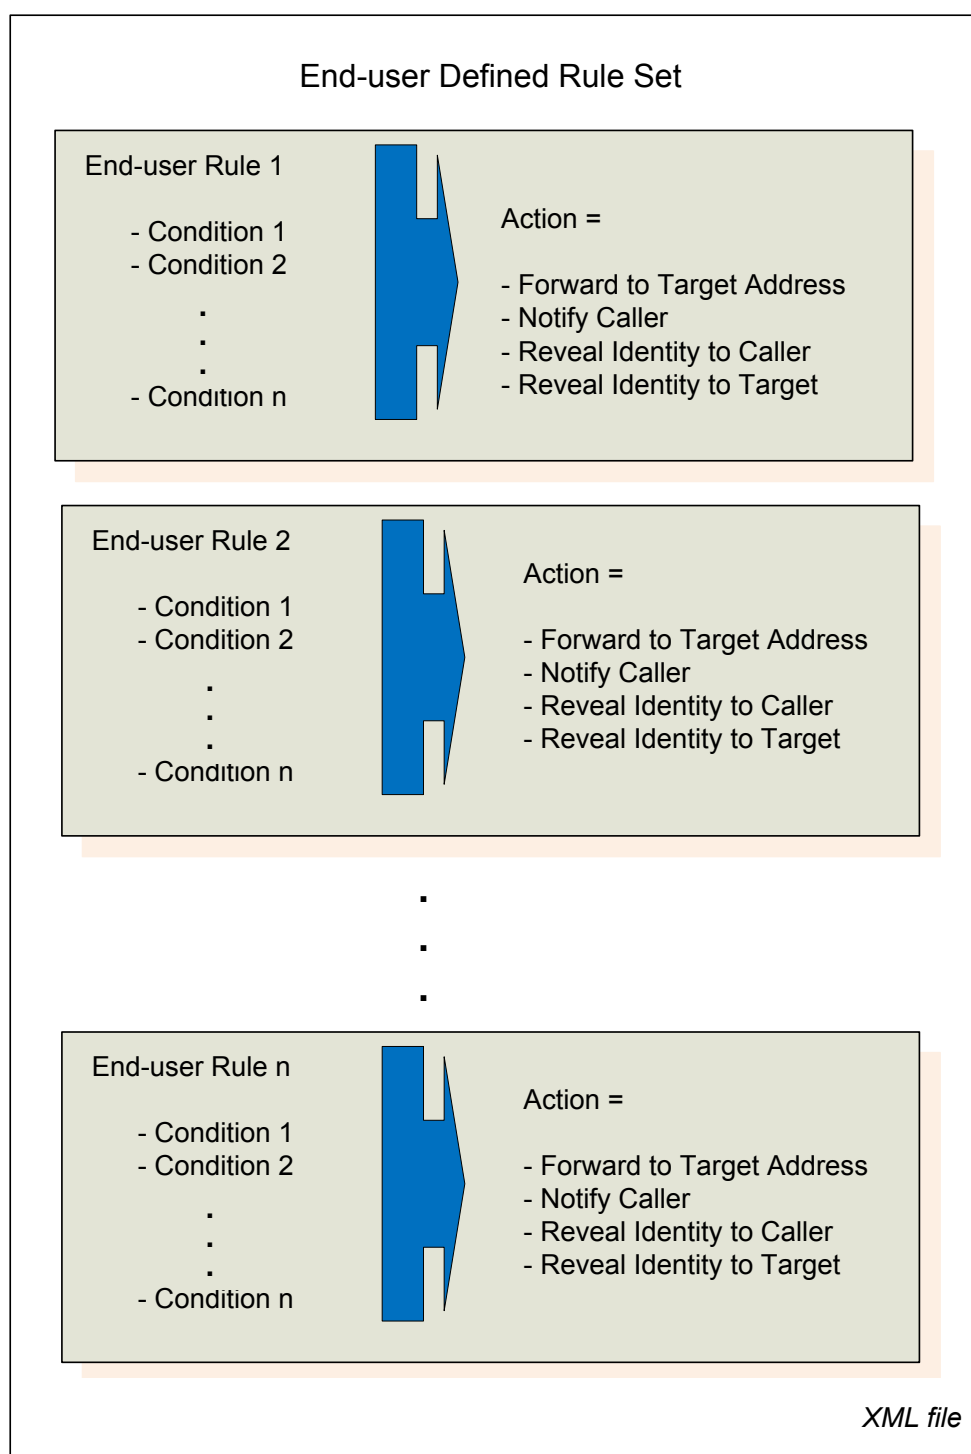 End-user Defined Rule Set
End-user Rule 1
- Condition 1
- Condition 2
.
.
.
- Condition n
Action =
- Forward to Target Address
- Notify Caller
- Reveal Identity to Caller
- Reveal Identity to Target
End-user Rule 2
- Condition 1
- Condition 2
.
.
.
- Condition n
Action =
- Forward to Target Address
- Notify Caller
- Reveal Identity to Caller
- Reveal Identity to Target
.
.
.
End-user Rule n
- Condition 1
- Condition 2
.
.
.
- Condition n
Action =
- Forward to Target Address
- Notify Caller
- Reveal Identity to Caller
- Reveal Identity to Target
XML file